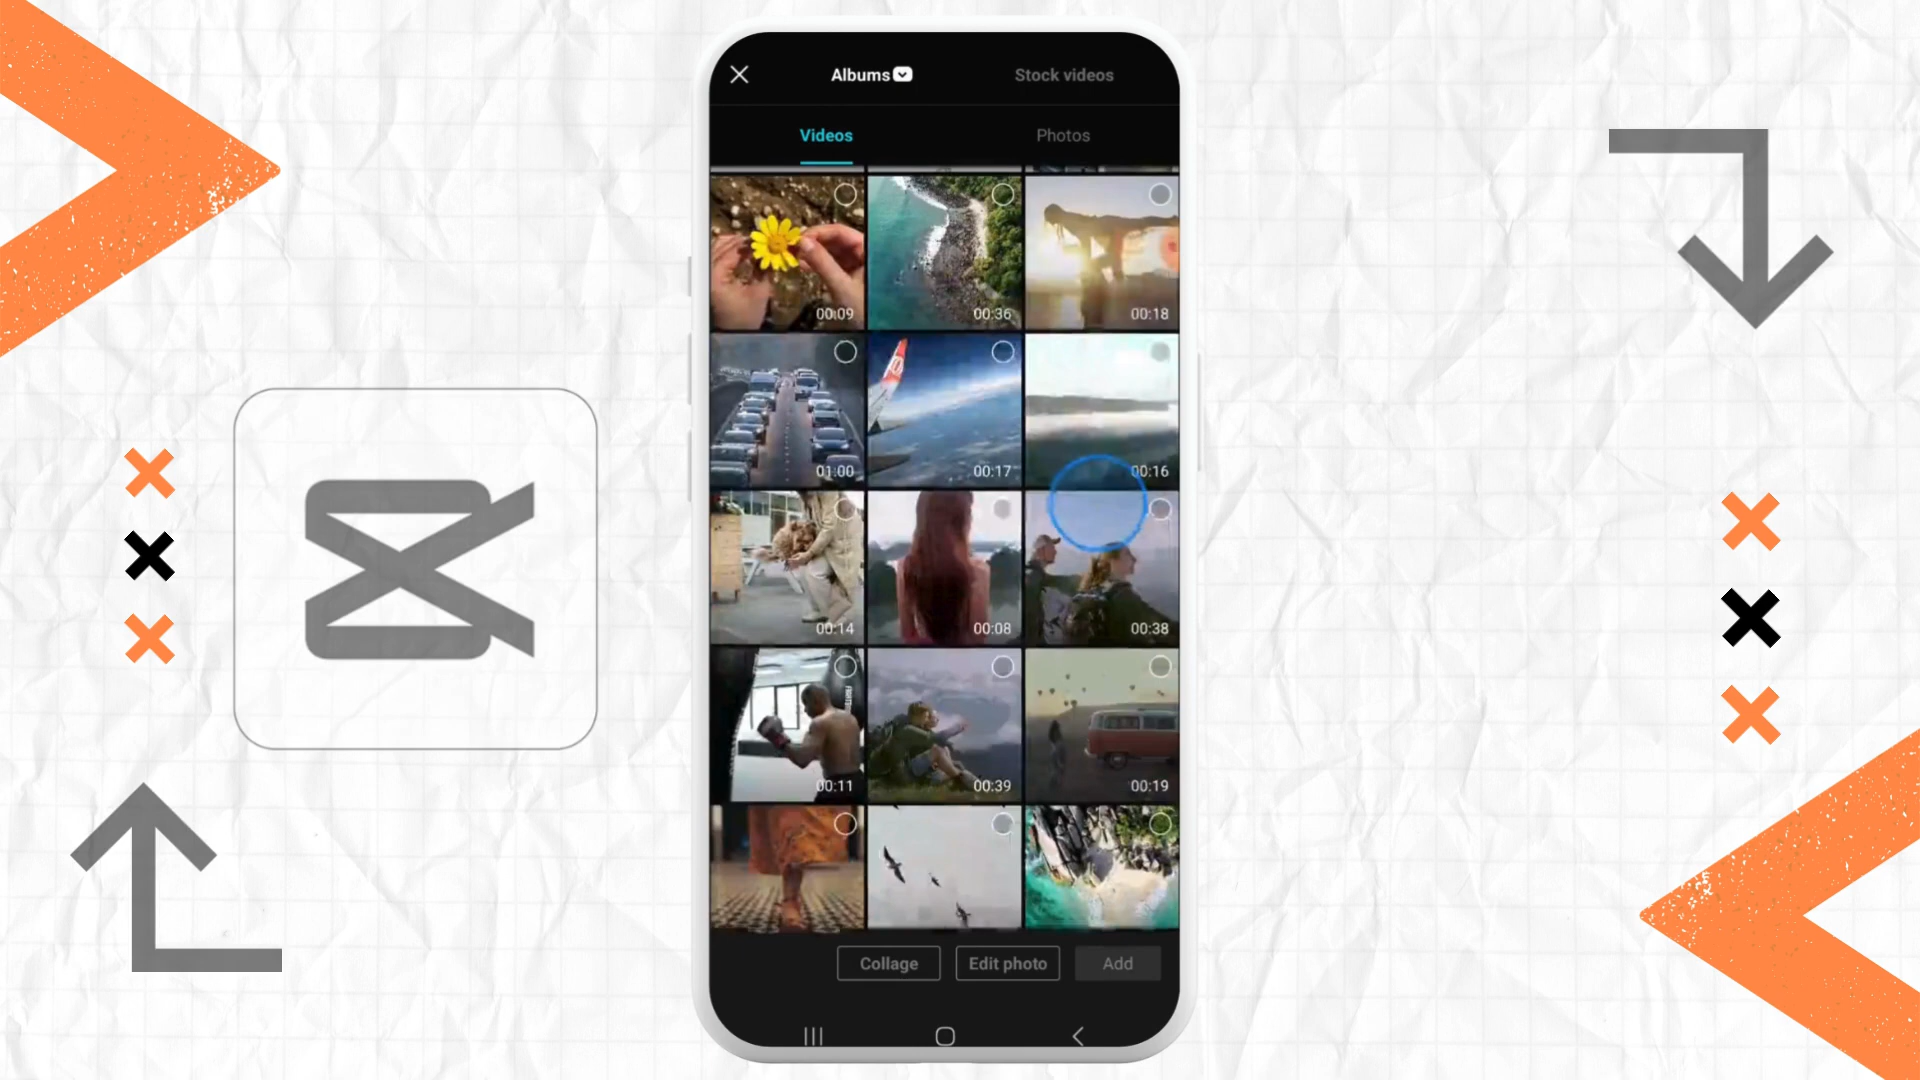 Albums
Stock videos
Videos
Photos
00:09
00:36
00:18
01:00
00:17
00:16
00:14
00:08
00:38
00:11
00:39
00:19
Collage
Edit photo
Add